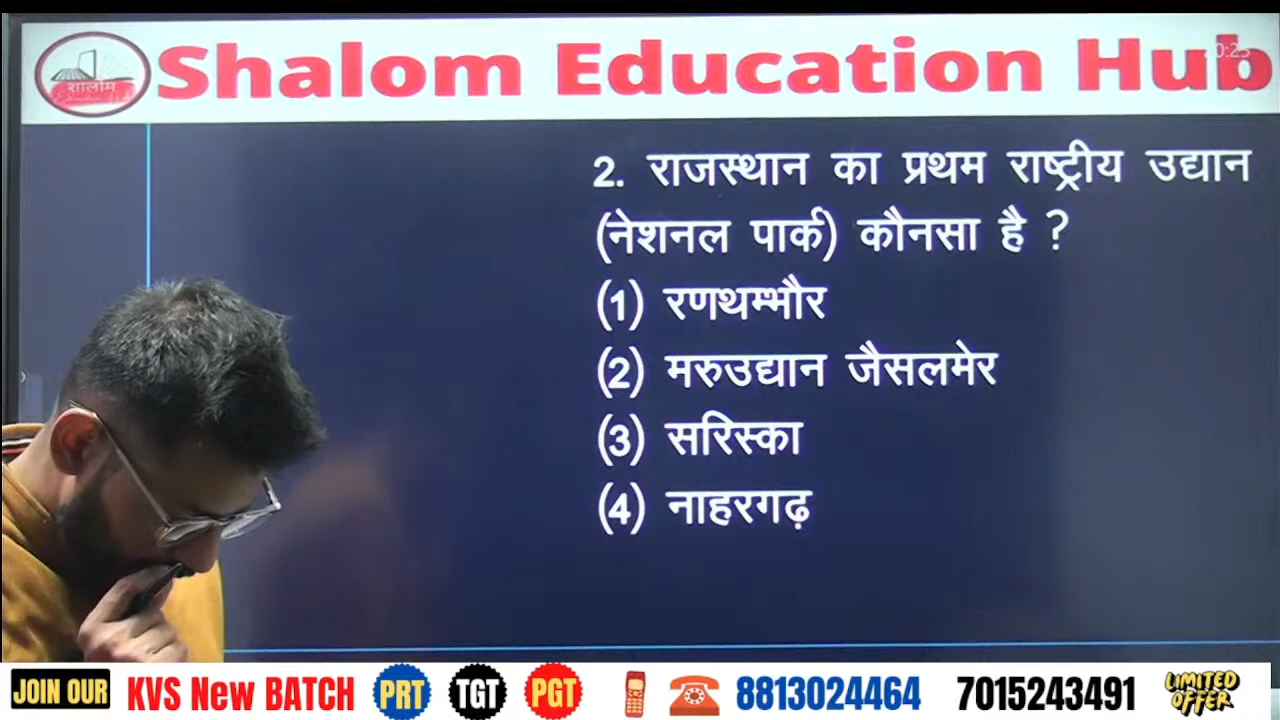 Shalom Education Hub
शालोम
2. राजस्थान का प्रथम राष्ट्रीय उद्यान
(नेशनल पार्क) कौनसा है ?
(1) रणथम्भौर
(2) मरुउद्यान जैसलमेर
(3) सरिस्का
(4) नाहरगढ़
JOIN OUR KVS New BATCH PRT TGT PGT 8813024464 7015243491 LIMITED OFFER